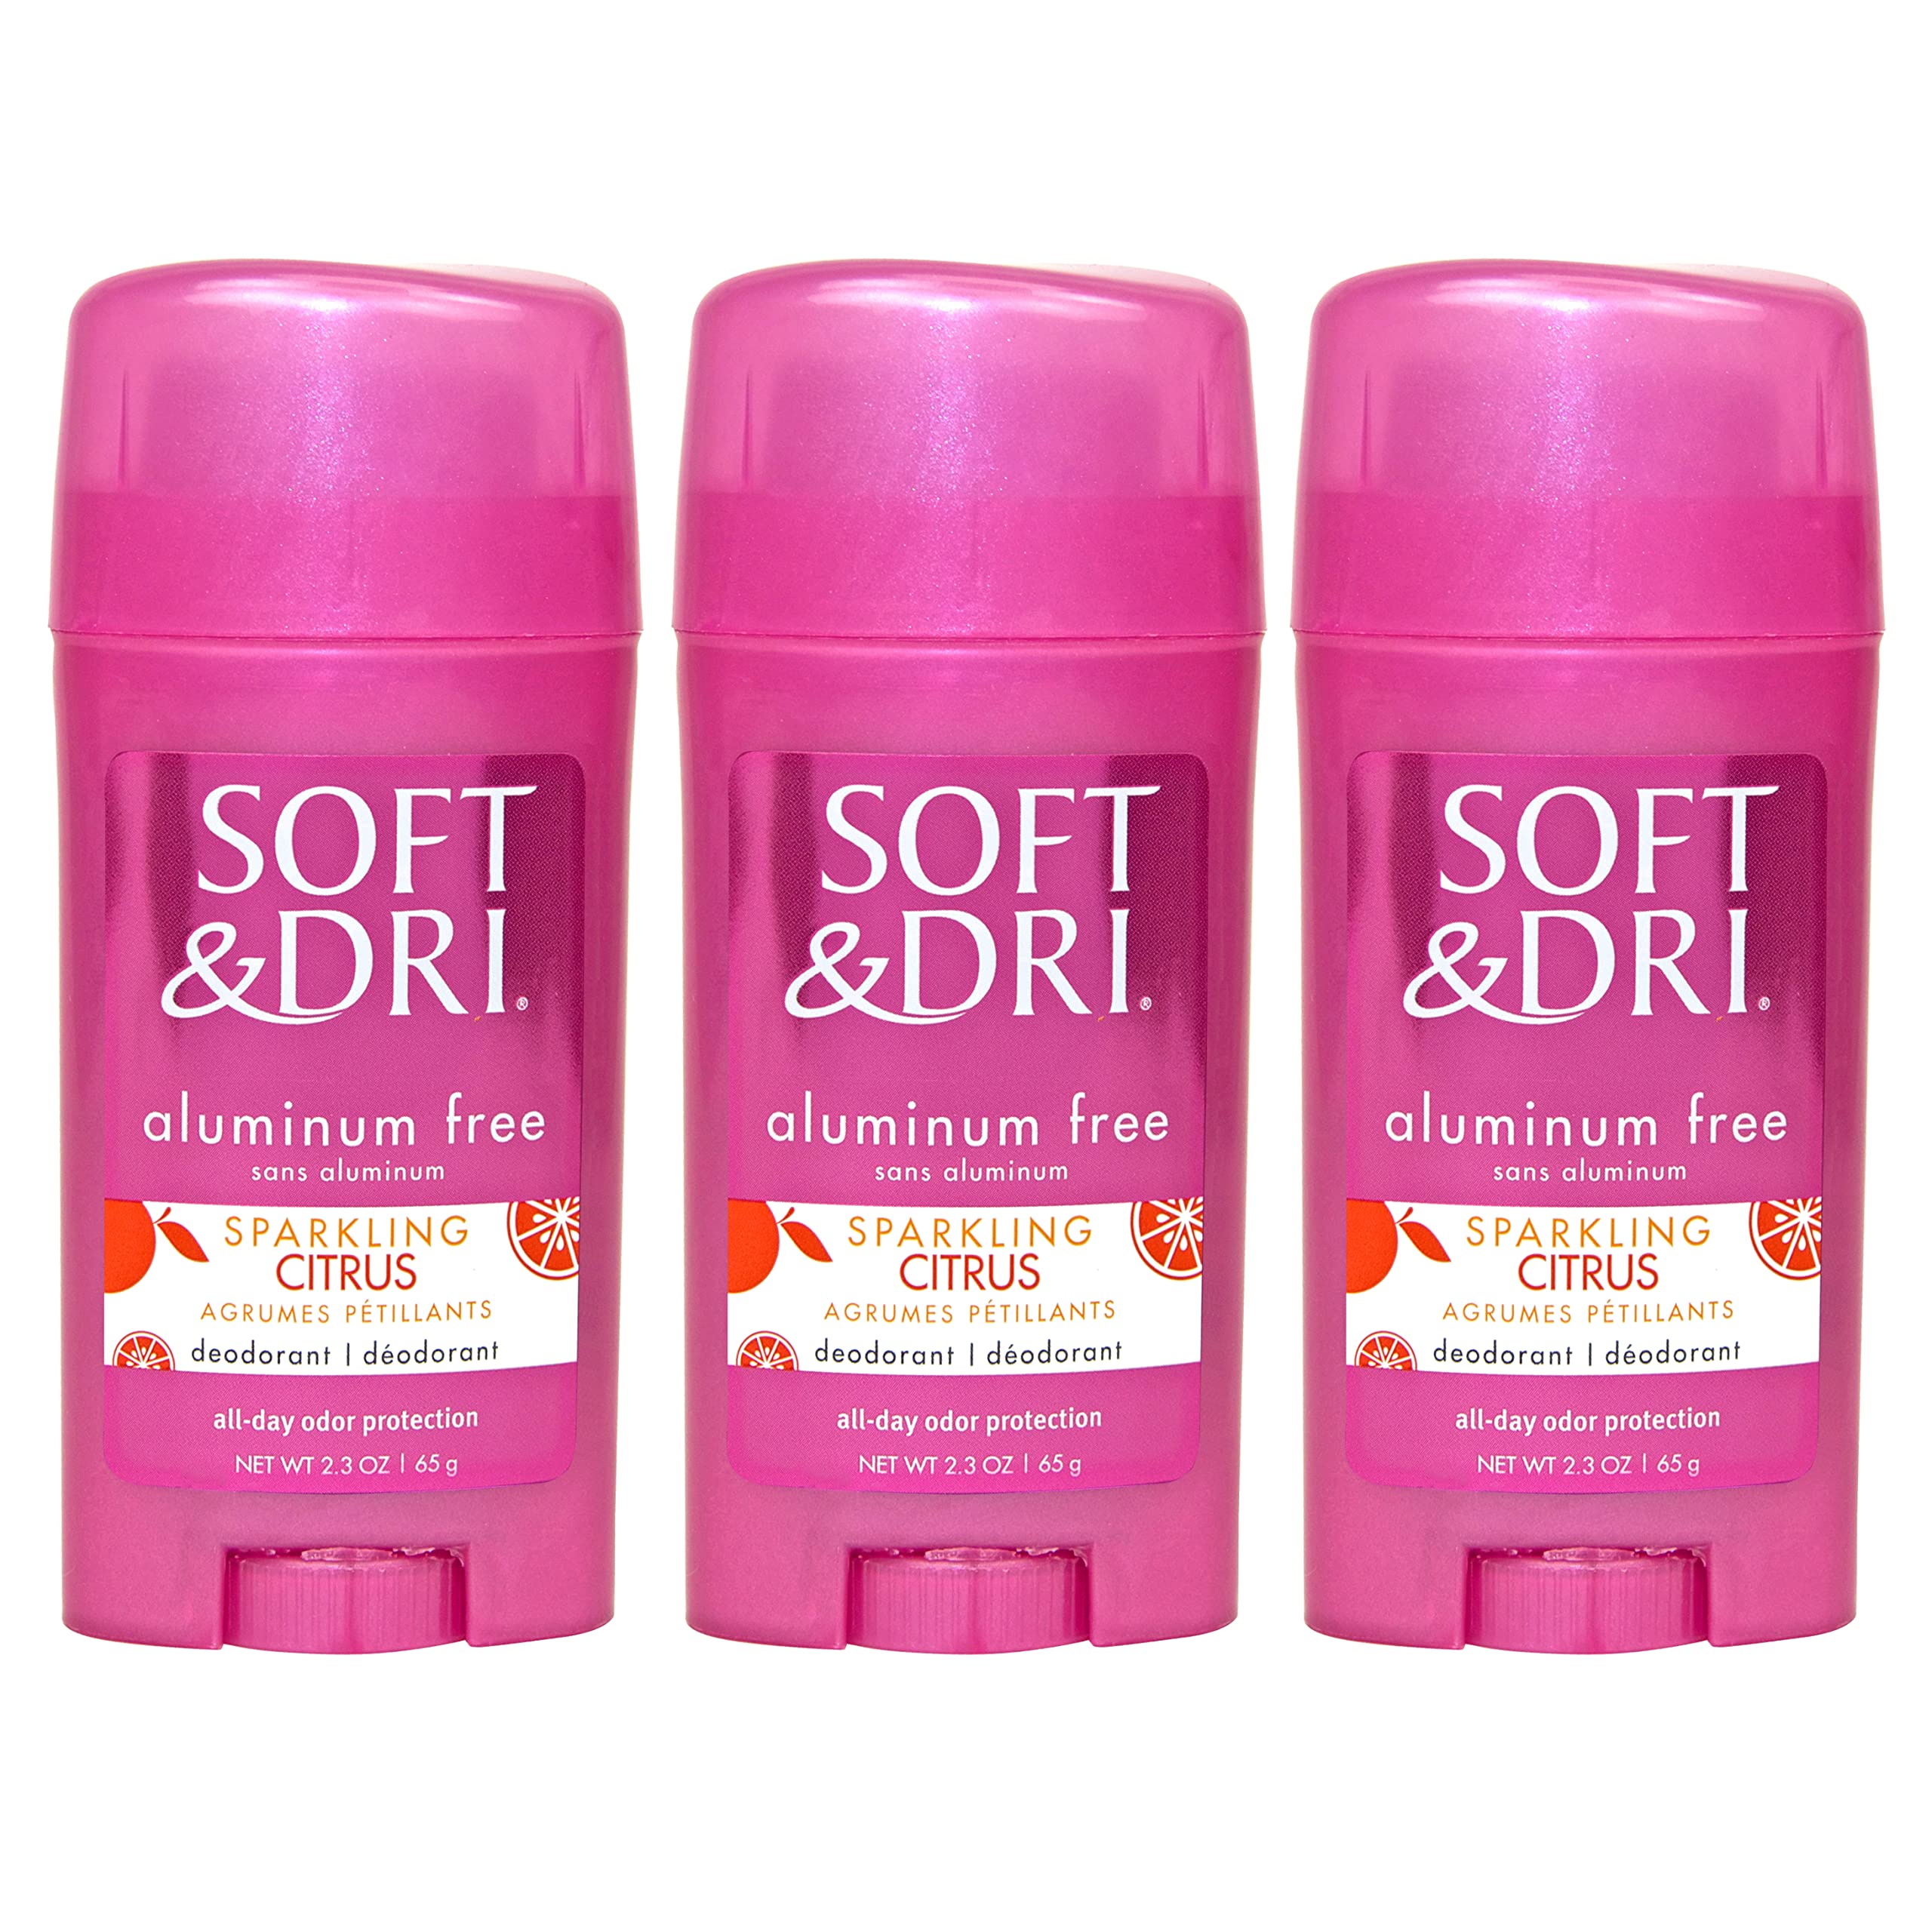 SOFT
&DRI®
aluminum free
sans aluminum
SPARKLING
CITRUS
AGRUMES PÉTILLANTS
deodorant | déodorant
all-day odor protection
NET WT 2.3 OZ | 65 g
SOFT
&DRI®
aluminum free
sans aluminum
SPARKLING
CITRUS
AGRUMES PÉTILLANTS
deodorant | déodorant
all-day odor protection
NET WT 2.3 OZ | 65 g
SOFT
&DRI®
aluminum free
sans aluminum
SPARKLING
CITRUS
AGRUMES PÉTILLANTS
deodorant | déodorant
all-day odor protection
NET WT 2.3 OZ | 65 g